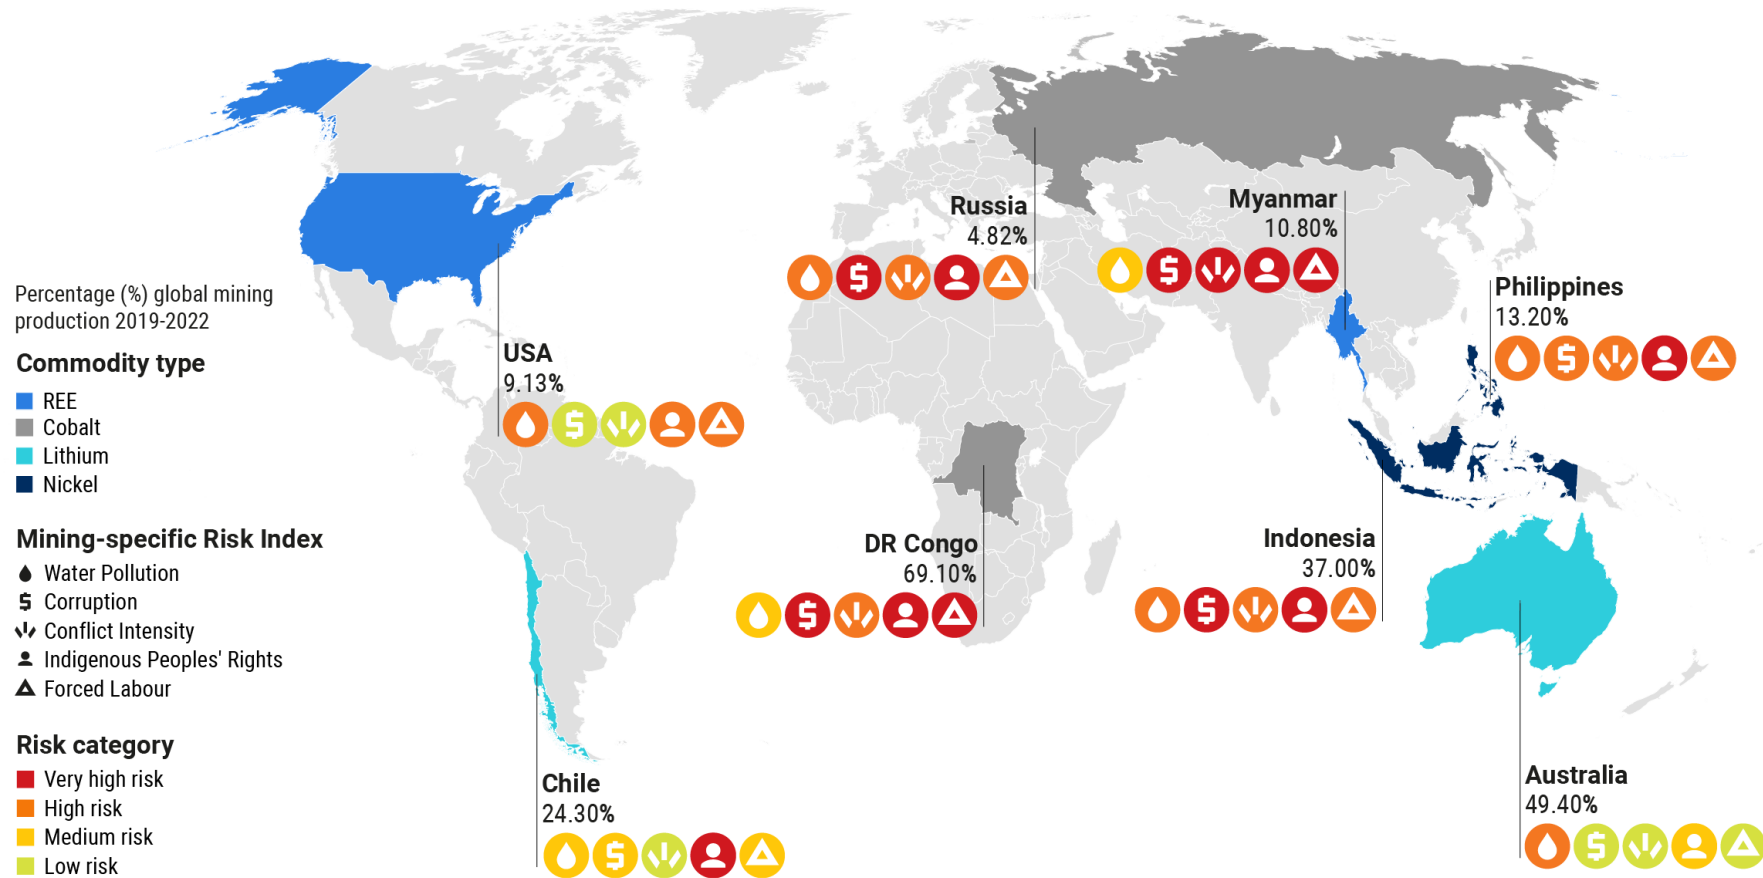 Percentage (%) global mining
production 2019-2022
Commodity type
REE
Cobalt
Lithium
Nickel
Mining-specific Risk Index
Water Pollution
Corruption
Conflict Intensity
Indigenous Peoples' Rights
Forced Labour
Risk category
Very high risk
High risk
Medium risk
Low risk
USA
9.13%
Chile
24.30%
Russia
4.82%
DR Congo
69.10%
Myanmar
10.80%
Philippines
13.20%
Indonesia
37.00%
Australia
49.40%